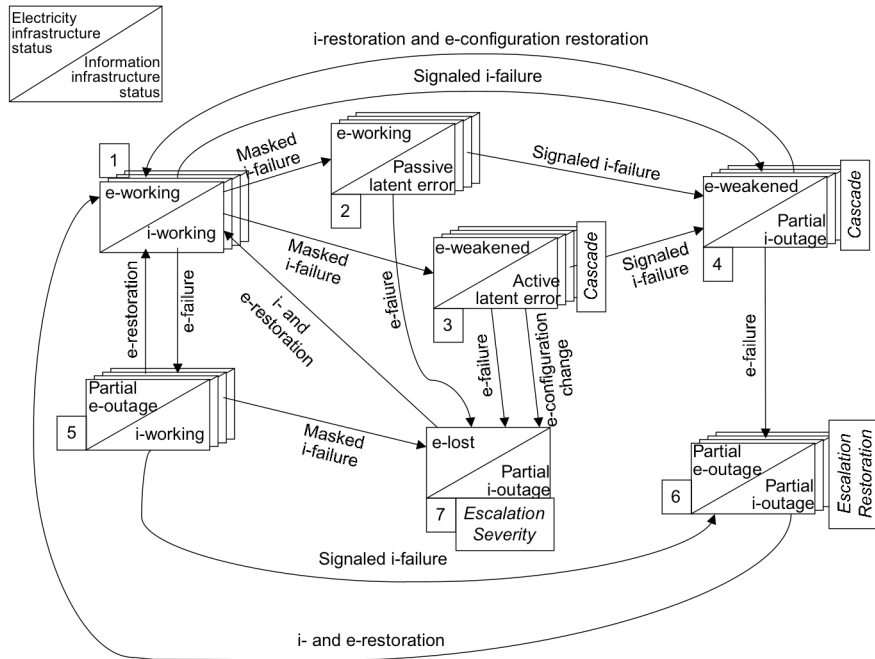 Electricity
infrastructure
status
Information
infrastructure
status
i-restoration and e-configuration restoration
Signaled i-failure
1
e-working
i-working
Masked
i-failure
e-working
Passive
latent error
2
Signaled i-failure
e-weakened
Partial
i-outage
Cascade
4
Masked
i-failure
e-weakened
Active
latent error
Cascade
3
Signaled
i-failure
e-restoration
e-failure
i- and
e-restoration
e-faiure
e-failure
e-configuration
change
e-failure
Partial
e-outage
i-working
5
Masked
i-failure
e-lost
Partial
i-outage
7
Escalation
Severity
Partial
e-outage
Partial
i-outage
6
Escalation
Restoration
Signaled i-failure
i- and e-restoration